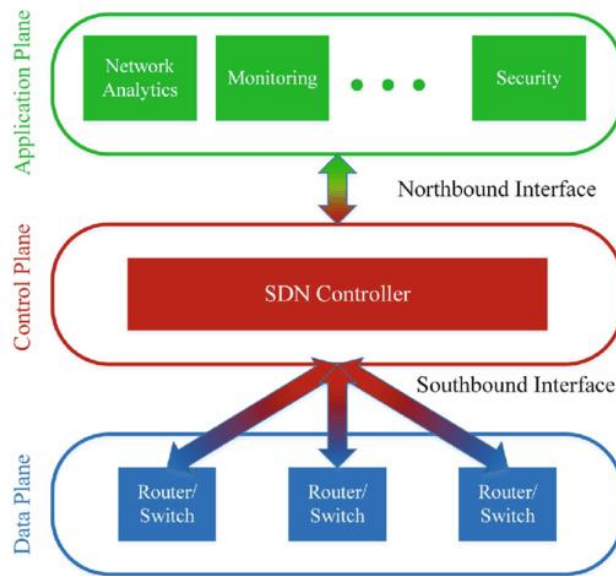 Application Plane
Network
Analytics
Monitoring
Security
Northbound Interface
Control Plane
SDN Controller
Southbound Interface
Data Plane
Router/
Switch
Router/
Switch
Router/
Switch